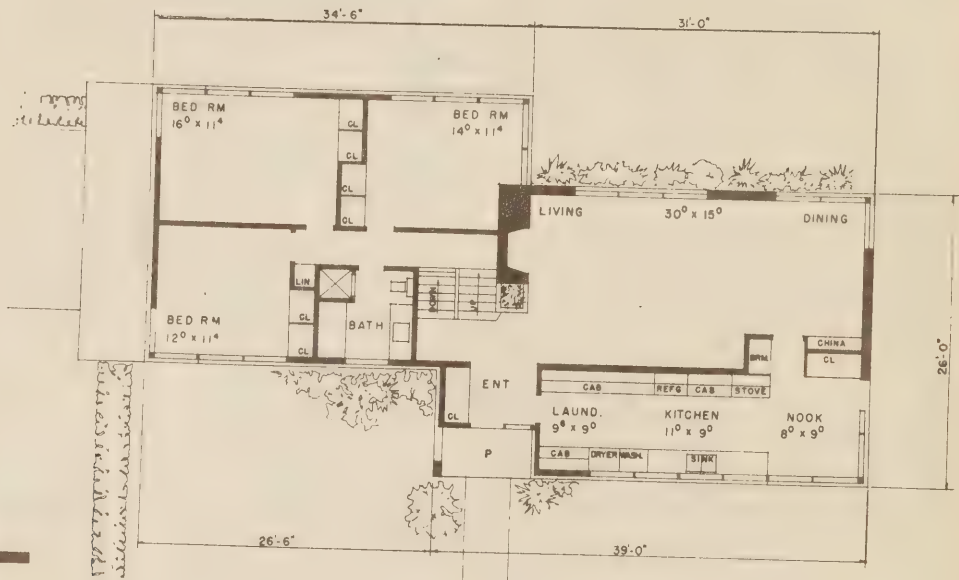 34'-6"
31'-0"
BED RM
16⁰ X 11⁴
BED RM
14⁰ X 11⁴
CL
CL
CL
CL
LIVING
30⁰ X 15⁰
DINING
LIN
CL
CL
BED RM
12⁰ X 11⁴
BATH
DOWN
UP
26'-0"
BRM.
CHINA
CL
ENT
CL
CAB
REFG
CAB
STOVE
LAUND.
9⁶ X 9⁰
KITCHEN
11⁰ X 9⁰
NOOK
8⁰ X 9⁰
P
CAB
DRYER
WASH.
SINK
26'-6"
39'-0"